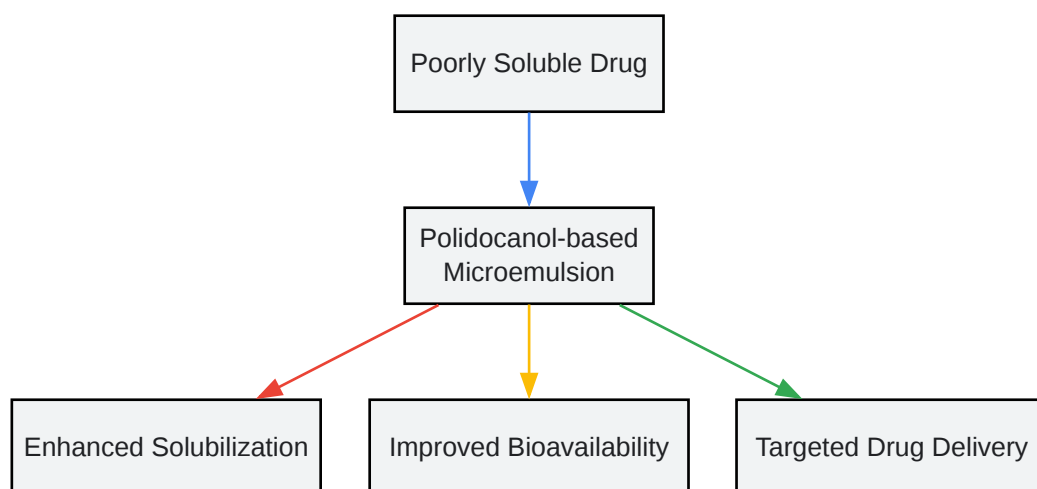 Poorly Soluble Drug
Polidocanol-based
Microemulsion
Enhanced Solubilization
Improved Bioavailability
Targeted Drug Delivery